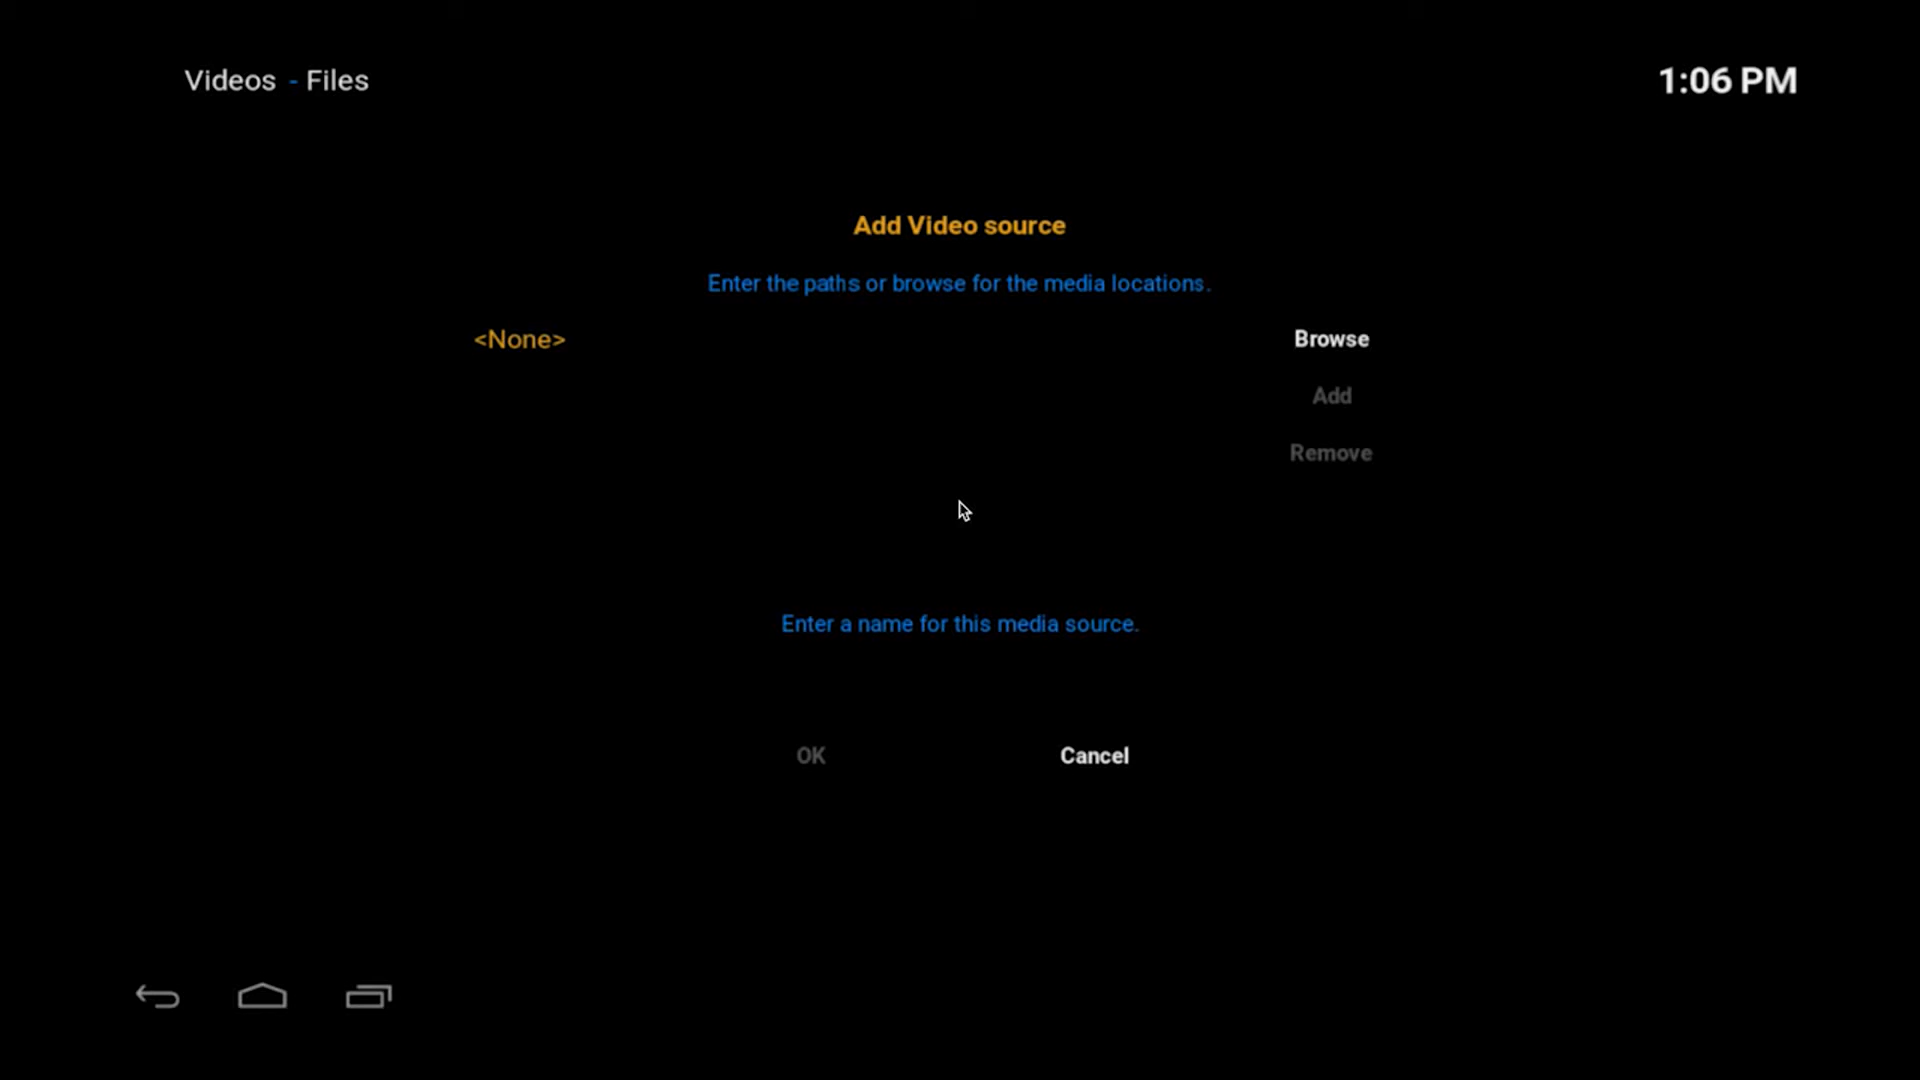 Videos - Files
1:06 PM
Add Video source
Enter the paths or browse for the media locations.
<None>
Browse
Add
Remove
Enter a name for this media source.
OK
Cancel